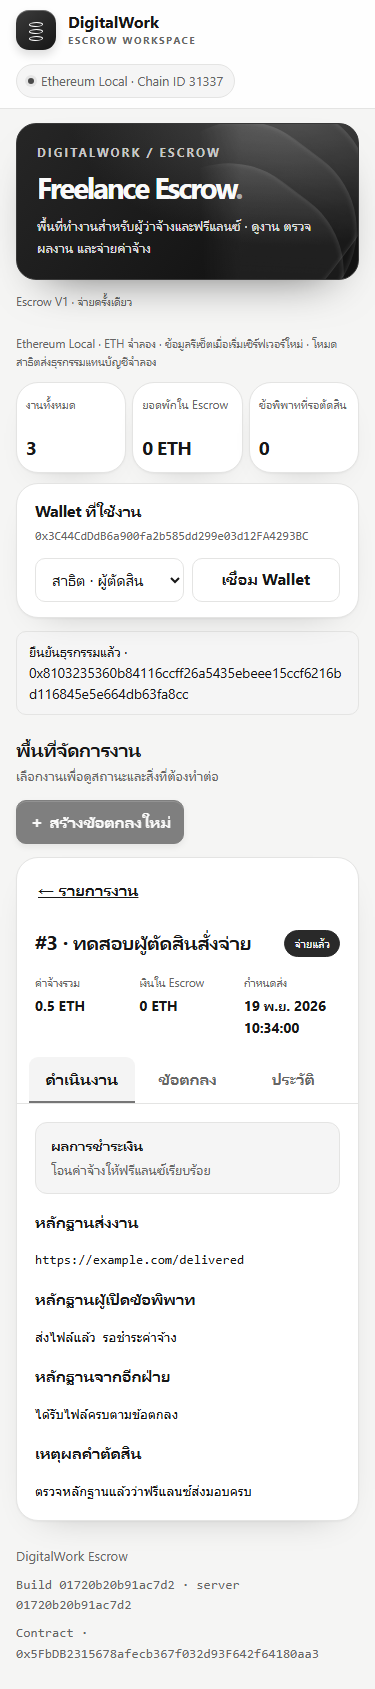 DigitalWork
ESCROW WORKSPACE
Ethereum Local · Chain ID 31337
DIGITALWORK / ESCROW
Freelance Escrow.
พื้นที่ทำงานสำหรับผู้ว่าจ้างและฟรีแลนซ์ · ดูงาน ตรวจ
ผลงาน และจ่ายค่าจ้าง
Escrow V1 · จ่ายครั้งเดียว
Ethereum Local · ETH จำลอง · ข้อมูลรีเซ็ตเมื่อเริ่มเซิร์ฟเวอร์ใหม่ · โหมด
สาธิตส่งธุรกรรมแทนบัญชีจำลอง
งานทั้งหมด
3
ยอดพักใน Escrow
0 ETH
ข้อพิพาทที่รอตัดสิน
0
Wallet ที่ใช้งาน
0x3C44CdDdB6a900fa2b585dd299e03d12FA4293BC
สาธิต · ผู้ตัดสิน
เชื่อม Wallet
ยืนยันธุรกรรมแล้ว ·
0x8103235360b84116ccff26a5435ebeee15ccf6216b
d116845e5e664db63fa8cc
พื้นที่จัดการงาน
เลือกงานเพื่อดูสถานะและสิ่งที่ต้องทำต่อ
+ สร้างข้อตกลงใหม่
← รายการงาน
#3 · ทดสอบผู้ตัดสินสั่งจ่าย
จ่ายแล้ว
ค่าจ้างรวม
0.5 ETH
เงินใน Escrow
0 ETH
กำหนดส่ง
19 พ.ย. 2026
10:34:00
ดำเนินงาน
ข้อตกลง
ประวัติ
ผลการชำระเงิน
โอนค่าจ้างให้ฟรีแลนซ์เรียบร้อย
หลักฐานส่งงาน
https://example.com/delivered
หลักฐานผู้เปิดข้อพิพาท
ส่งไฟล์แล้ว รอชำระค่าจ้าง
หลักฐานจากอีกฝ่าย
ได้รับไฟล์ครบตามข้อตกลง
เหตุผลคำตัดสิน
ตรวจหลักฐานแล้วว่าฟรีแลนซ์ส่งมอบครบ
DigitalWork Escrow
Build 01720b20b91ac7d2 · server
01720b20b91ac7d2
Contract ·
0x5FbDB2315678afecb367f032d93F642f64180aa3